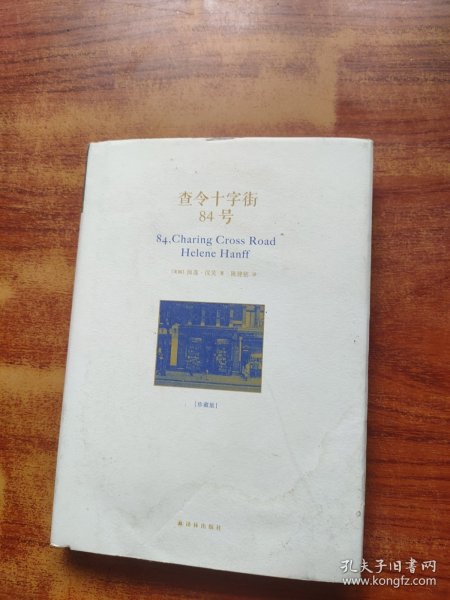 查令十字街
84号
84,Charing Cross Road
Helene Hanff
[美国] 海莲·汉芙 著 陈建铭 译
[珍藏版]
译林出版社
孔夫子旧书网
www.kongfz.com